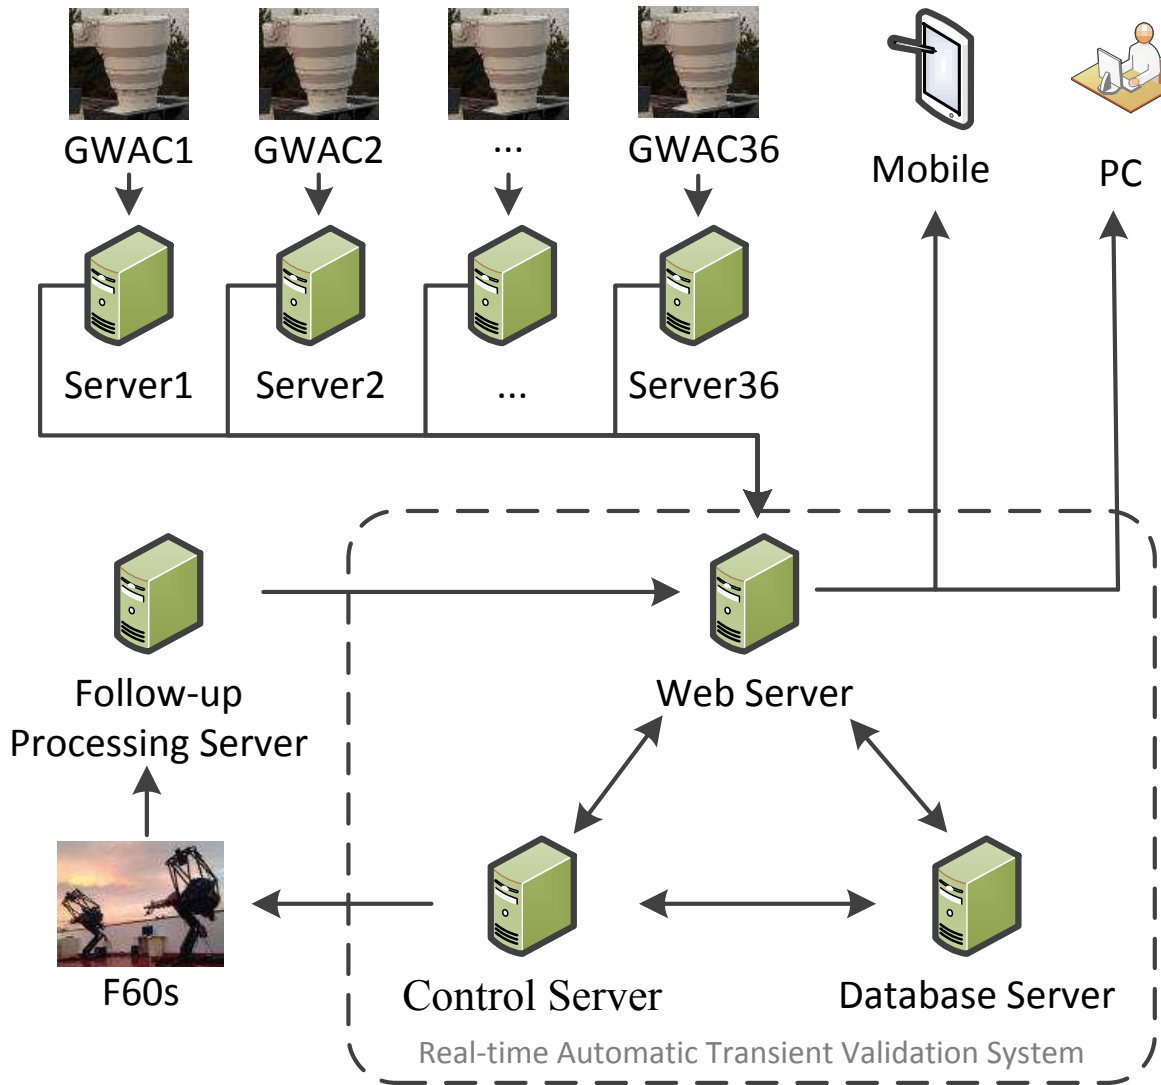 GWAC1 GWAC2 ... GWAC36
Mobile PC
Server1 Server2 ... Server36
Follow-up
Processing Server
Web Server
F60s
Control Server
Database Server
Real-time Automatic Transient Validation System